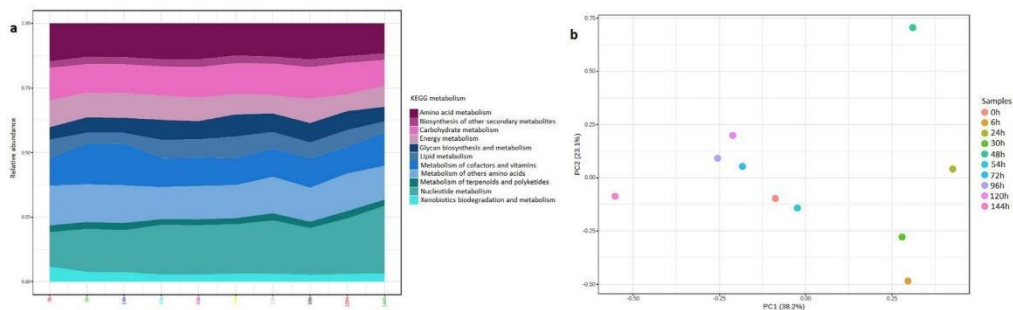 a
1.00
0.75
0.50
0.25
0.00
Relative abundance
KEGG metabolism
Amino acid metabolism
Biosynthesis of other secondary metabolites
Carbohydrate metabolism
Energy metabolism
Glycan biosynthesis and metabolism
Lipid metabolism
Metabolism of cofactors and vitamins
Metabolism of others amino acids
Metabolism of terpenoids and polyketides
Nucleotide metabolism
Xenobiotics biodegradation and metabolism
b
0.75
0.50
0.25
0.00
-0.25
-0.50
PC2 (23.1%)
-0.50
-0.25
0.00
0.25
PC1 (38.2%)
Samples
0h
6h
24h
30h
48h
54h
72h
96h
120h
144h